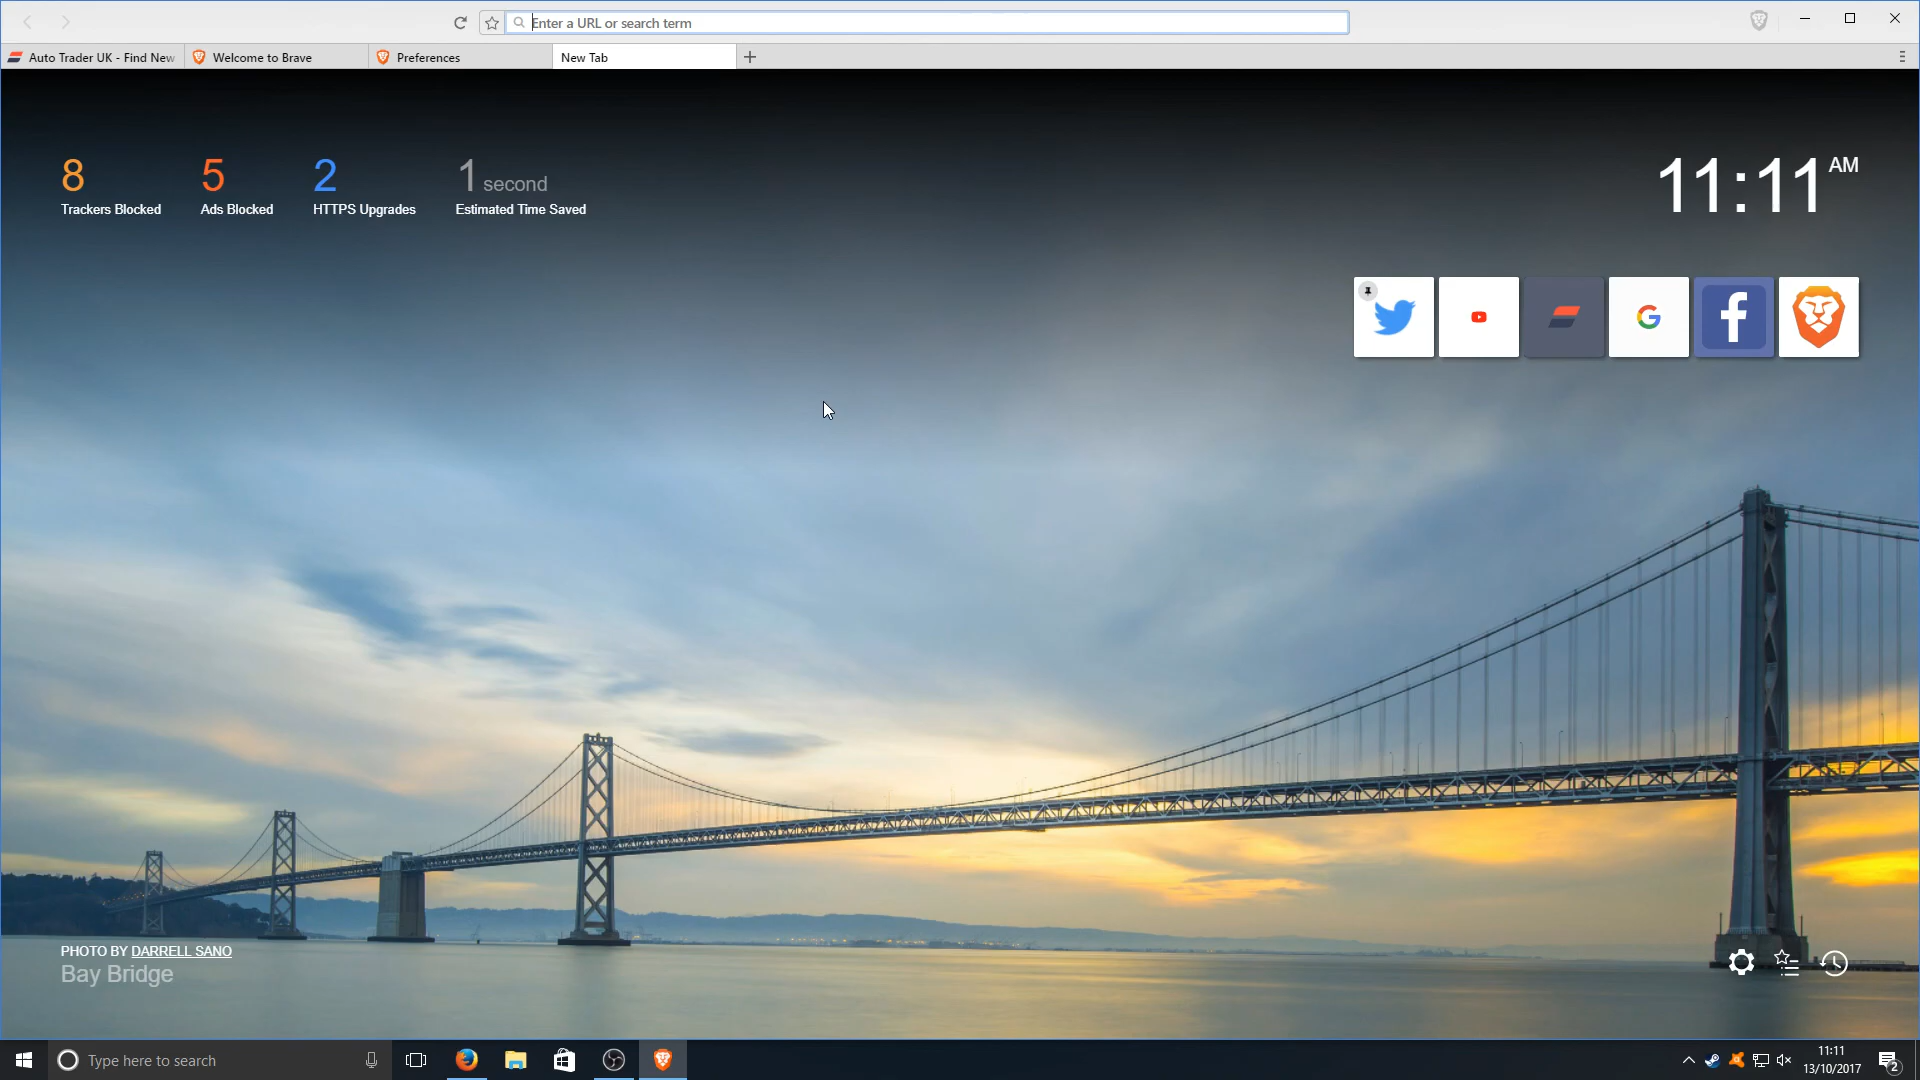 Enter a URL or search term
Auto Trader UK - Find New
Welcome to Brave
Preferences
New Tab
8
Trackers Blocked
5
Ads Blocked
2
HTTPS Upgrades
1 second
Estimated Time Saved
11:11 AM
PHOTO BY DARRELL SANO
Bay Bridge
Type here to search
11:11
13/10/2017
2